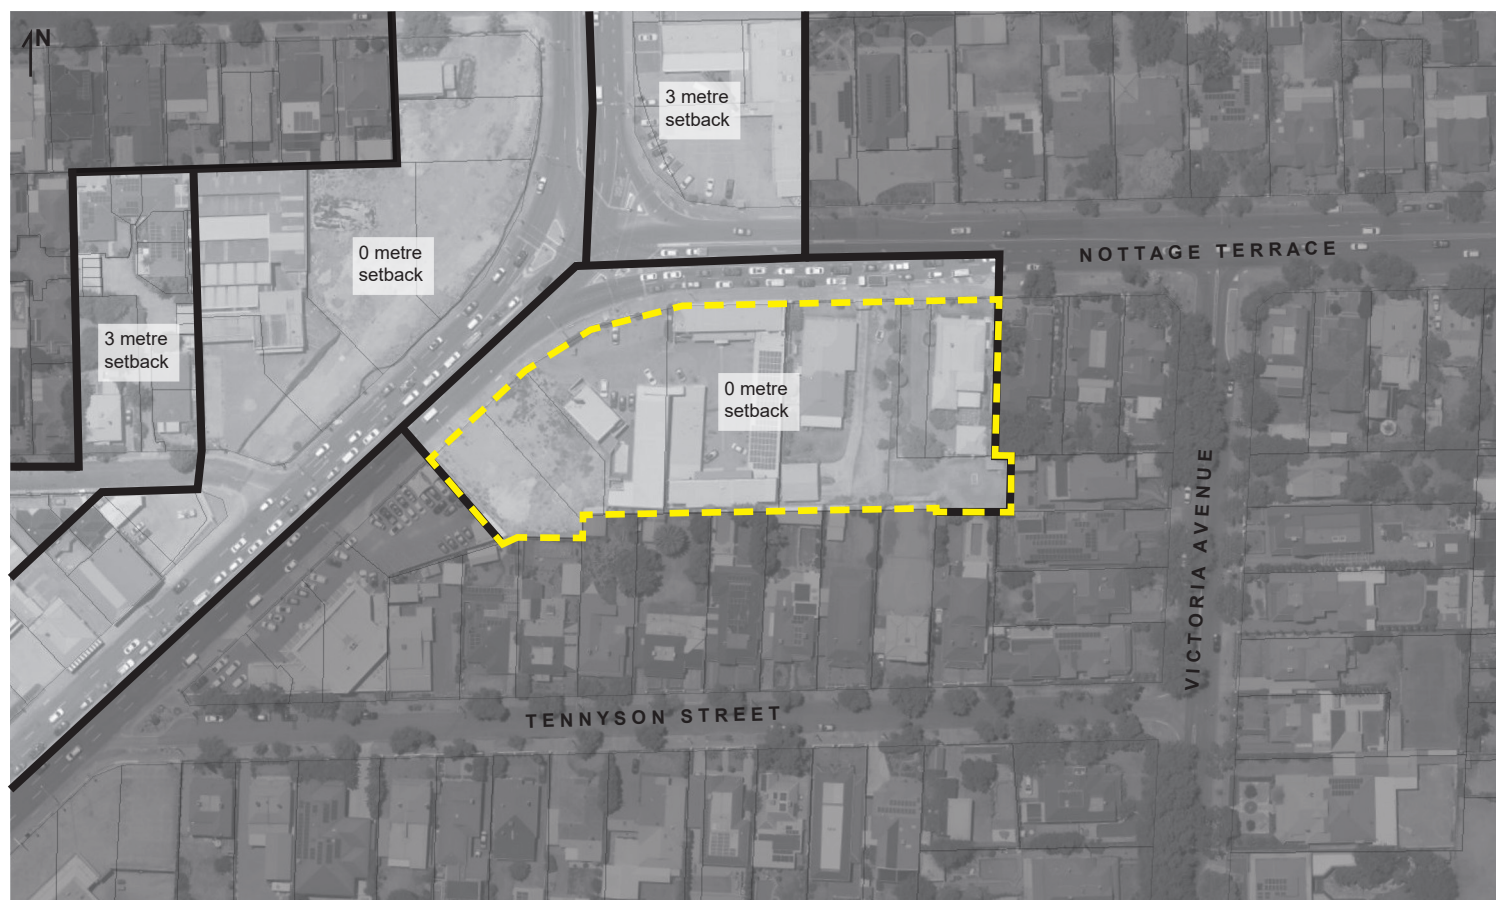 N
3 metre
setback
0 metre
setback
NOTTAGE TERRACE
3 metre
setback
0 metre
setback
VICTORIA AVENUE
TENNYSON STREET